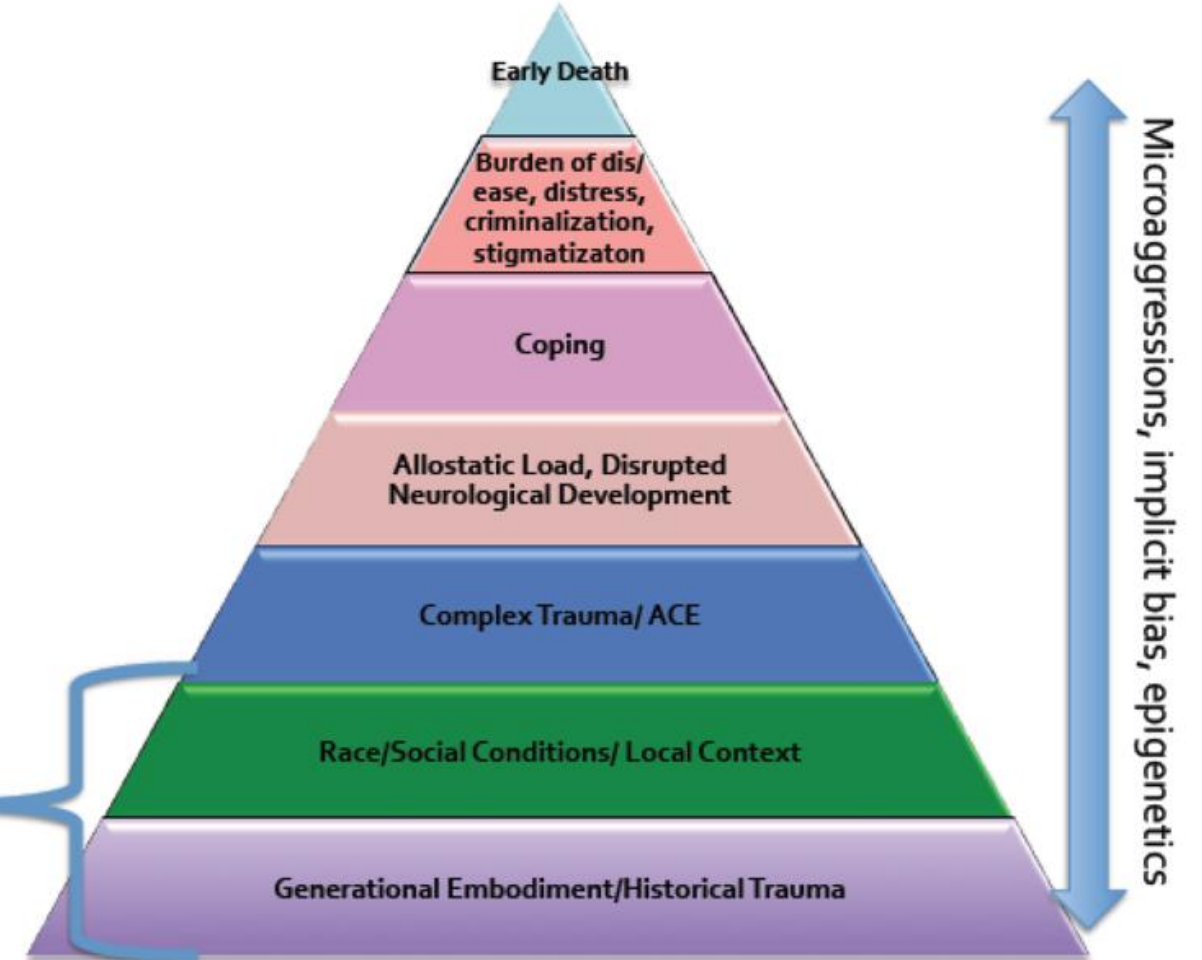 Early Death
Burden of dis/
ease, distress,
criminalization,
stigmatizaton
Coping
Allostatic Load, Disrupted
Neurological Development
Complex Trauma/ ACE
Race/Social Conditions/ Local Context
Generational Embodiment/Historical Trauma
Microaggressions, implicit bias, epigenetics